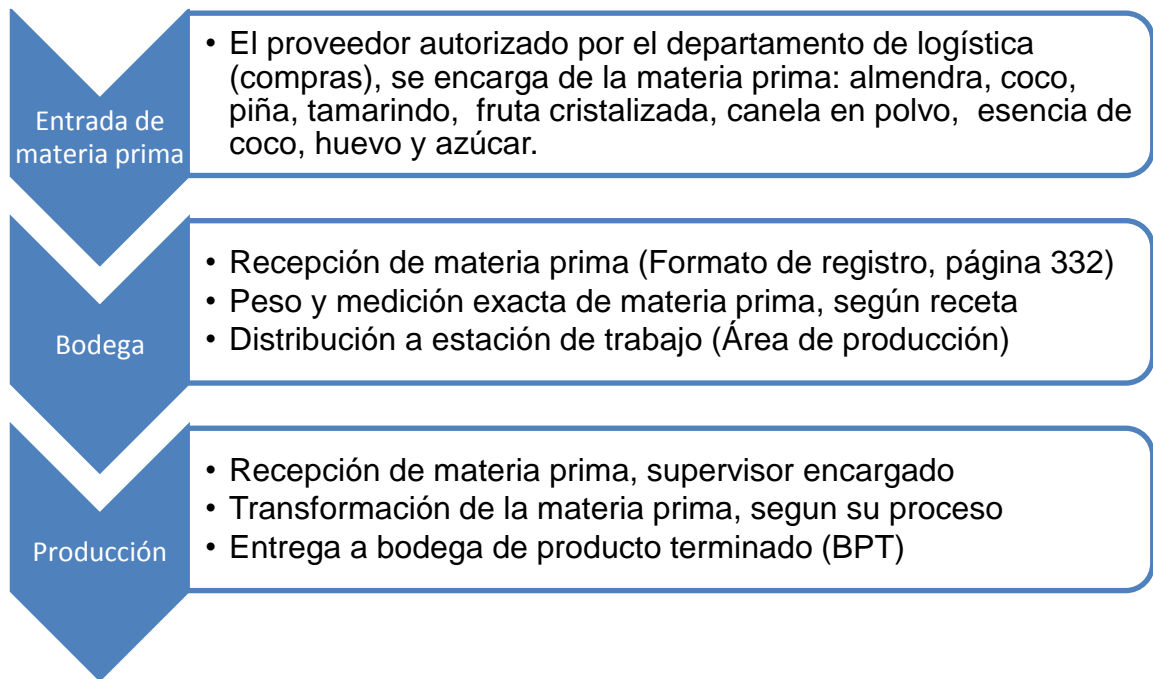 Entrada de
materia prima
• El proveedor autorizado por el departamento de logística
(compras), se encarga de la materia prima: almendra, coco,
piña, tamarindo, fruta cristalizada, canela en polvo, esencia de
coco, huevo y azúcar.
Bodega
• Recepción de materia prima (Formato de registro, página 332)
• Peso y medición exacta de materia prima, según receta
• Distribución a estación de trabajo (Área de producción)
Producción
• Recepción de materia prima, supervisor encargado
• Transformación de la materia prima, segun su proceso
• Entrega a bodega de producto terminado (BPT)